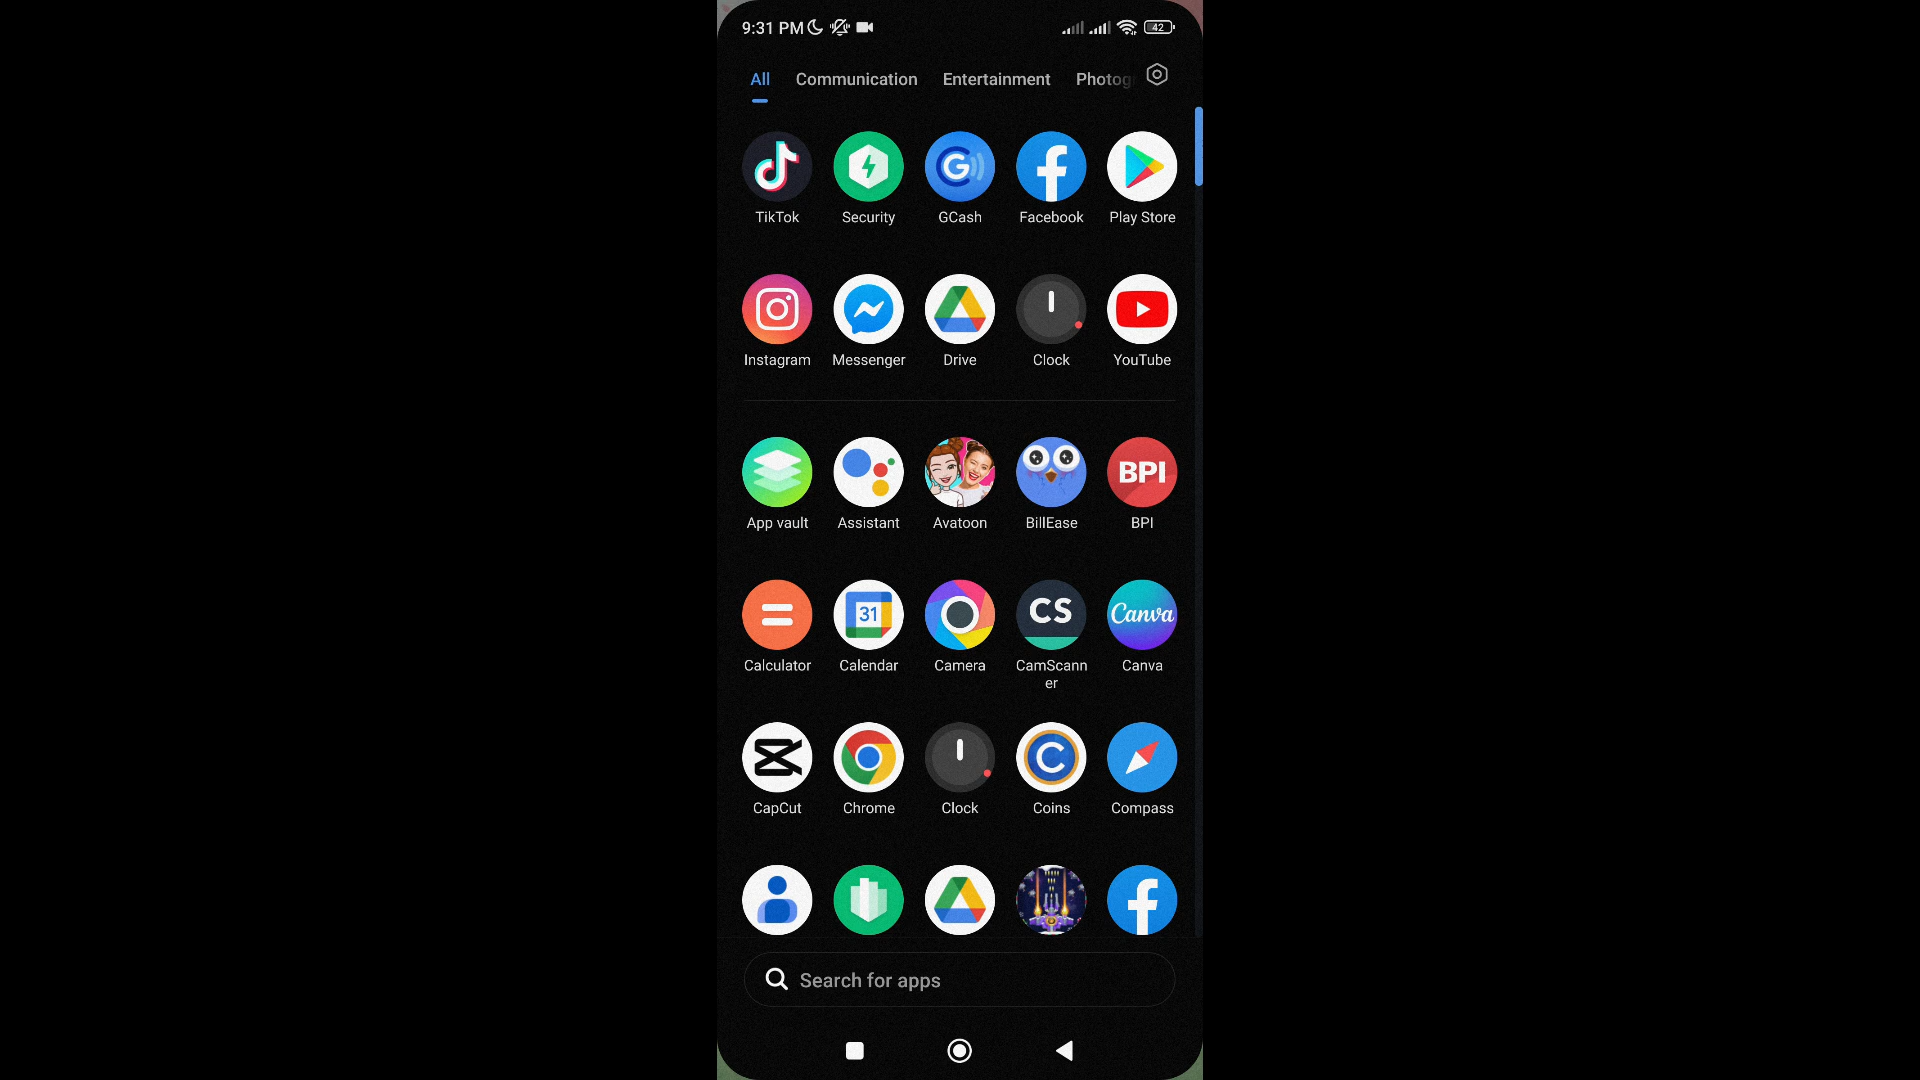 9:31 PM
42
All Communication Entertainment Photog
TikTok Security GCash Facebook Play Store
Instagram Messenger Drive Clock YouTube
BPI
App vault Assistant Avatoon BillEase BPI
31 CS Canva
Calculator Calendar Camera CamScann
er
Canva
CapCut Chrome Clock Coins Compass
Search for apps